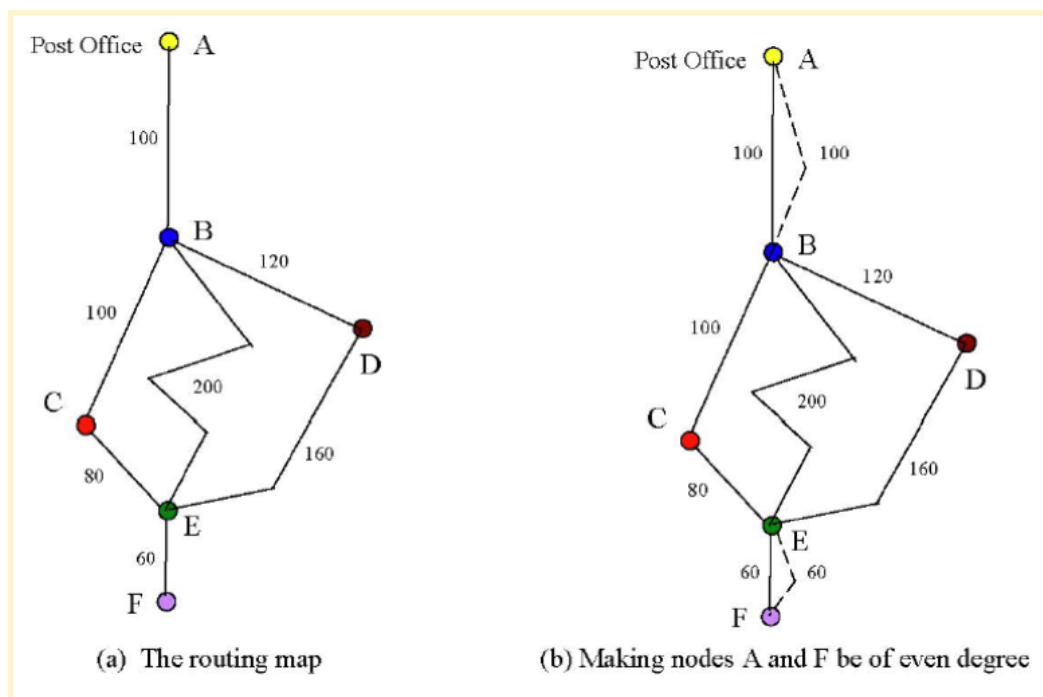 Post Office A
100
B
120
100
D
200
C
160
80
E
60
F
(a) The routing map
Post Office A
100 100
B
120
100
D
200
C
160
80
E
60 60
F
(b) Making nodes A and F be of even degree